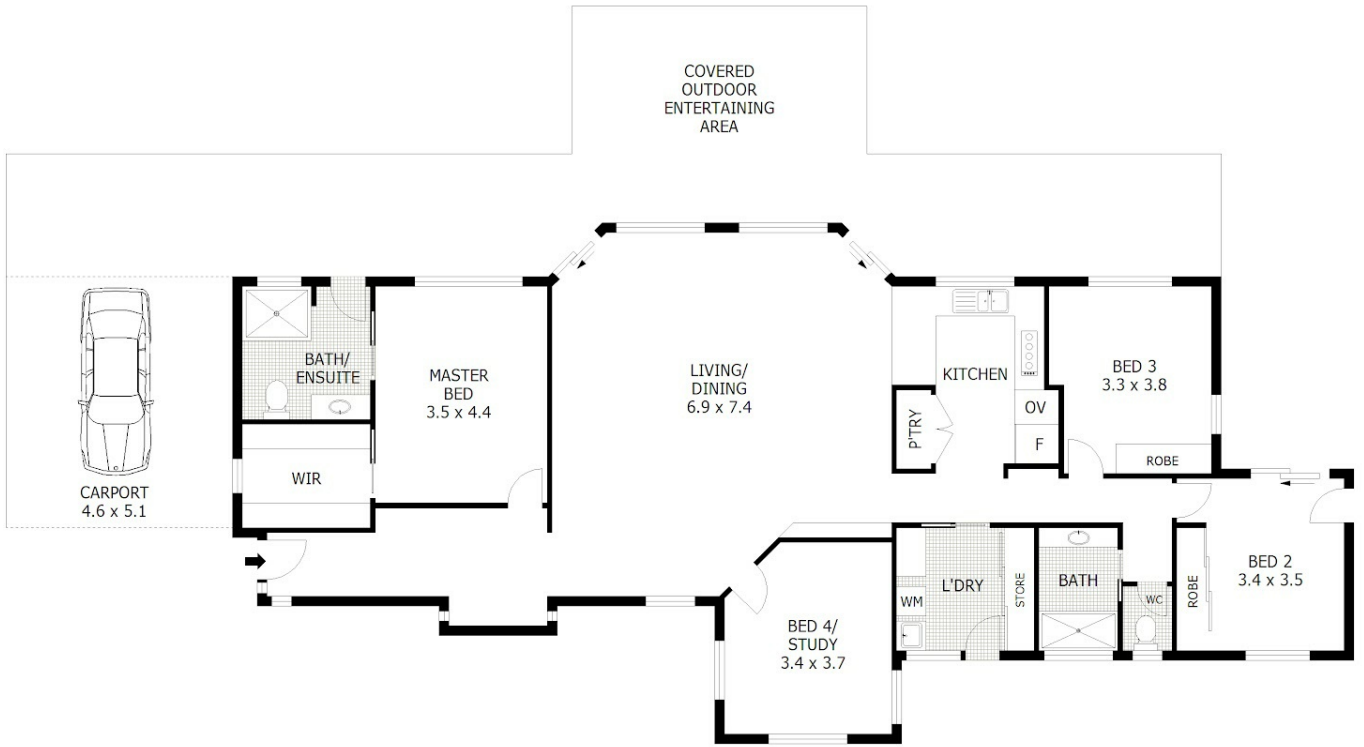 COVERED
OUTDOOR
ENTERTAINING
AREA
BATH/
ENSUITE
MASTER
BED
3.5 x 4.4
LIVING/
DINING
6.9 x 7.4
KITCHEN
P'TRY
OV
F
BED 3
3.3 x 3.8
ROBE
WIR
CARPORT
4.6 x 5.1
BED 4/
STUDY
3.4 x 3.7
WM
L'DRY
STORE
BATH
WC
ROBE
BED 2
3.4 x 3.5